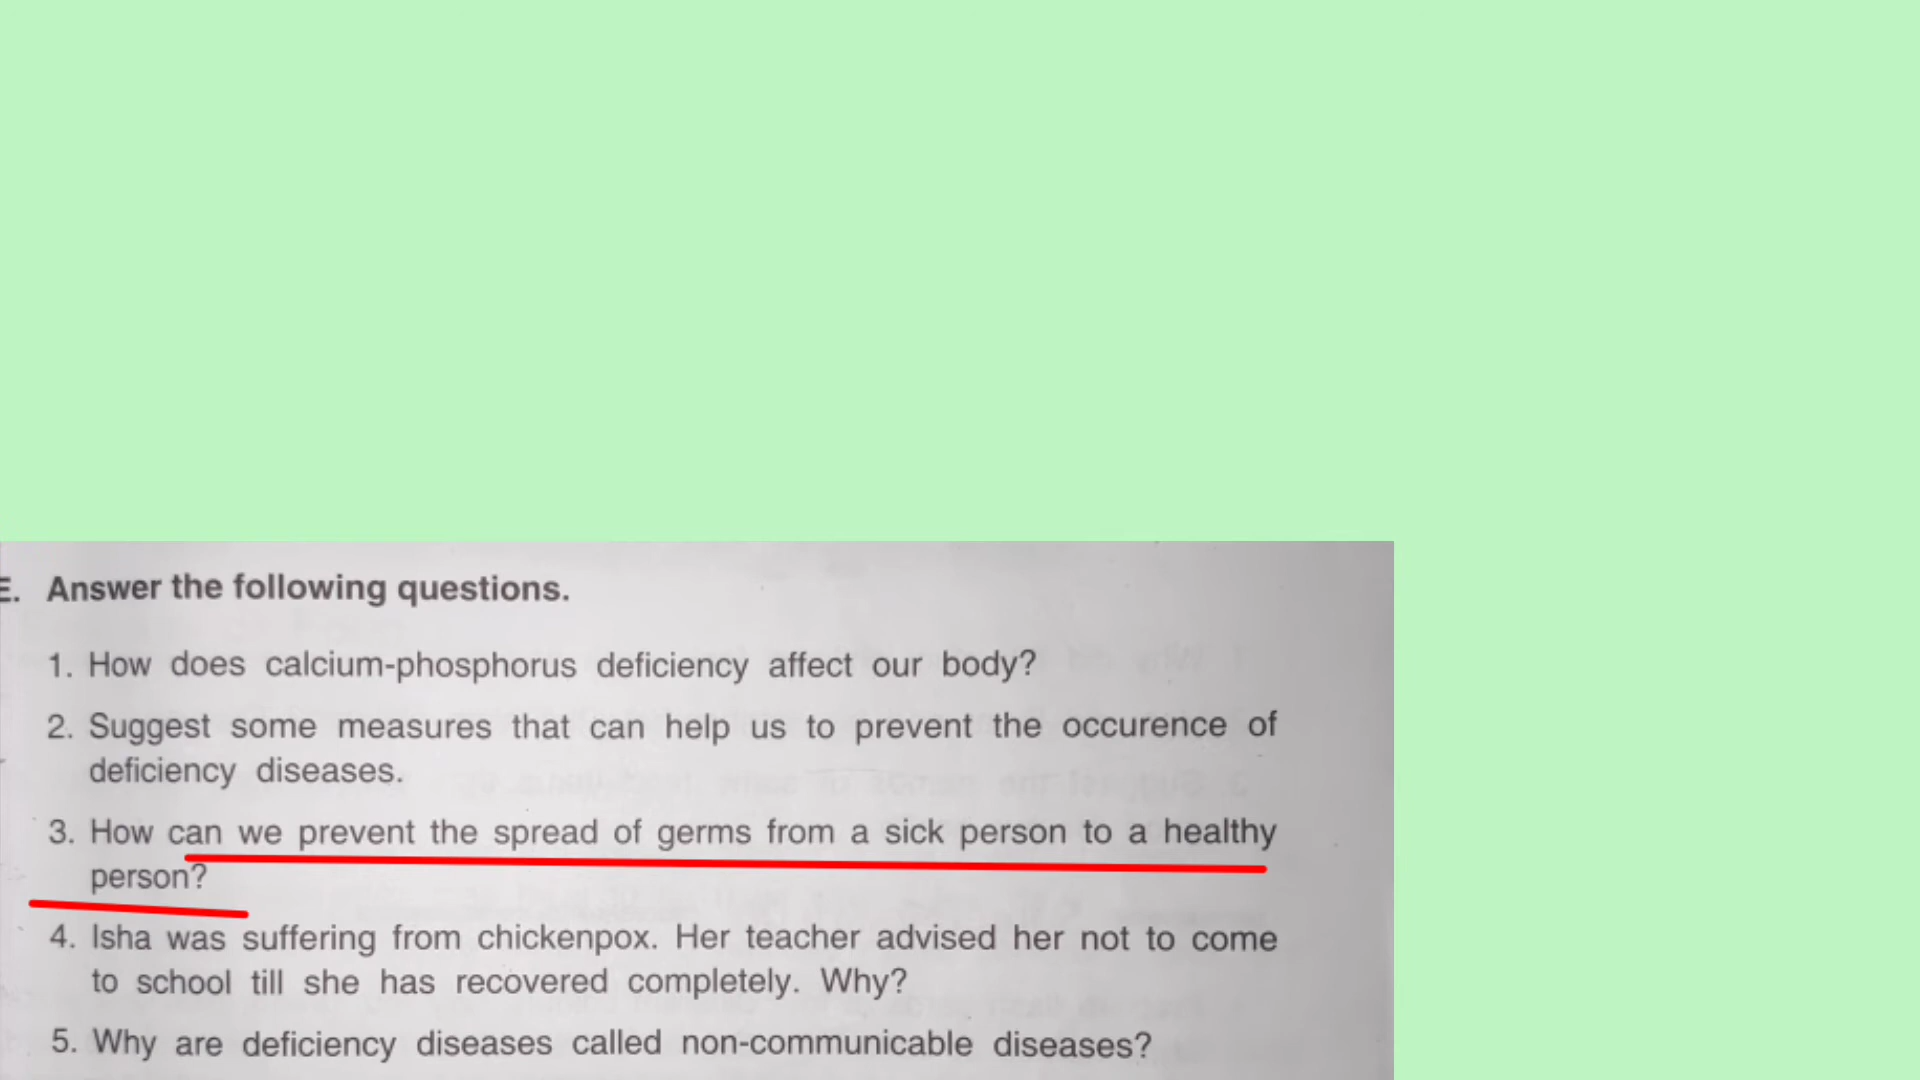 E. Answer the following questions.
1. How does calcium-phosphorus deficiency affect our body?
2. Suggest some measures that can help us to prevent the occurence of
deficiency diseases.
3. How can we prevent the spread of germs from a sick person to a healthy
person?
4. Isha was suffering from chickenpox. Her teacher advised her not to come
to school till she has recovered completely. Why?
5. Why are deficiency diseases called non-communicable diseases?